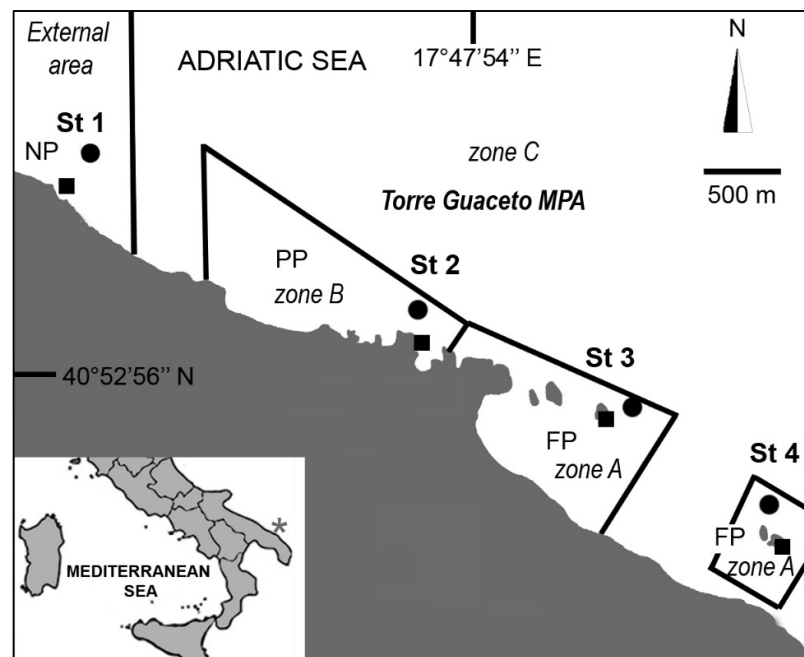 External
area
ADRIATIC SEA
17°47'54’’ E
N
St 1
NP
zone C
500 m
Torre Guaceto MPA
PP
zone B
St 2
St 3
40°52’56’’ N
FP
zone A
St 4
FP
zone A
*
MEDITERRANEAN
SEA